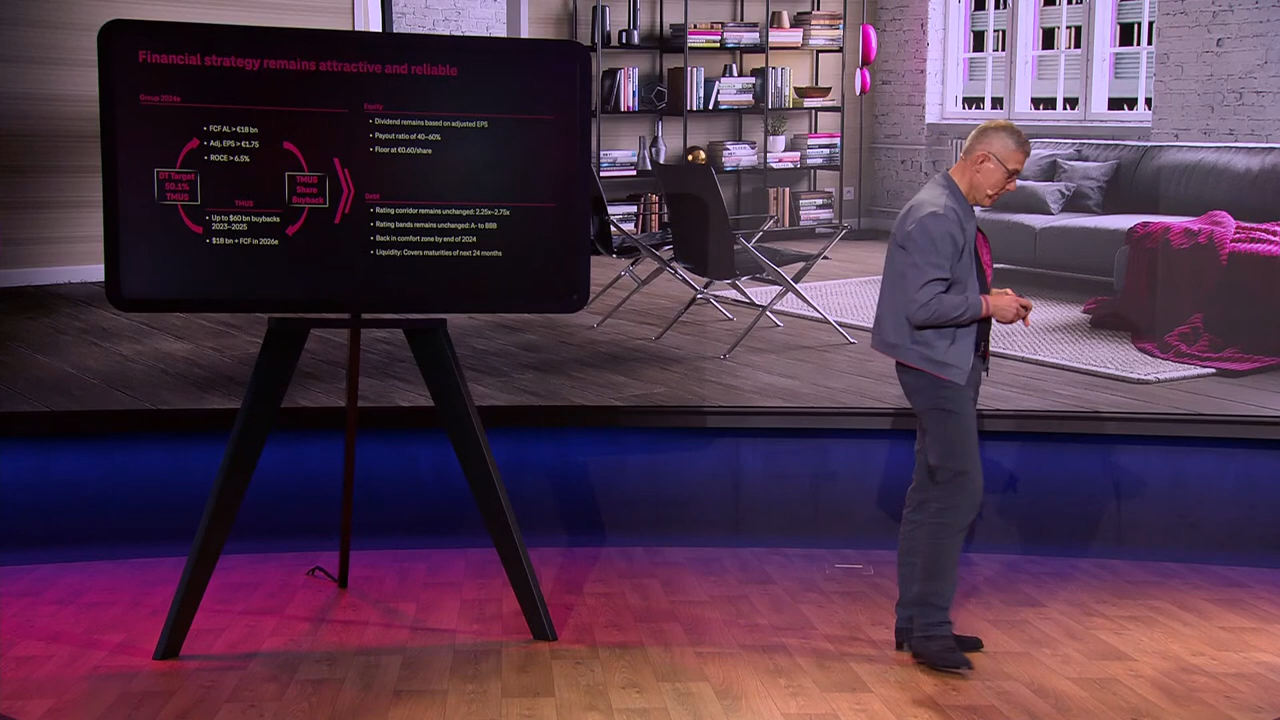 Financial strategy remains attractive and reliable
Group 2024e
• FCF AL > €18 bn
• Adj. EPS > €1.75
• ROCE > 6.5%
DT Target
50.1%
TMUS
TMUS
Share
Buyback
TMUS
• Up to $60 bn buybacks
2023–2025
• $18 bn + FCF in 2026e
Equity
• Dividend remains based on adjusted EPS
• Payout ratio of 40–60%
• Floor at €0.60/share
Debt
• Rating corridor remains unchanged: 2.25x–2.75x
• Rating bands remains unchanged: A- to BBB
• Back in comfort zone by end of 2024
• Liquidity: Covers maturities of next 24 months